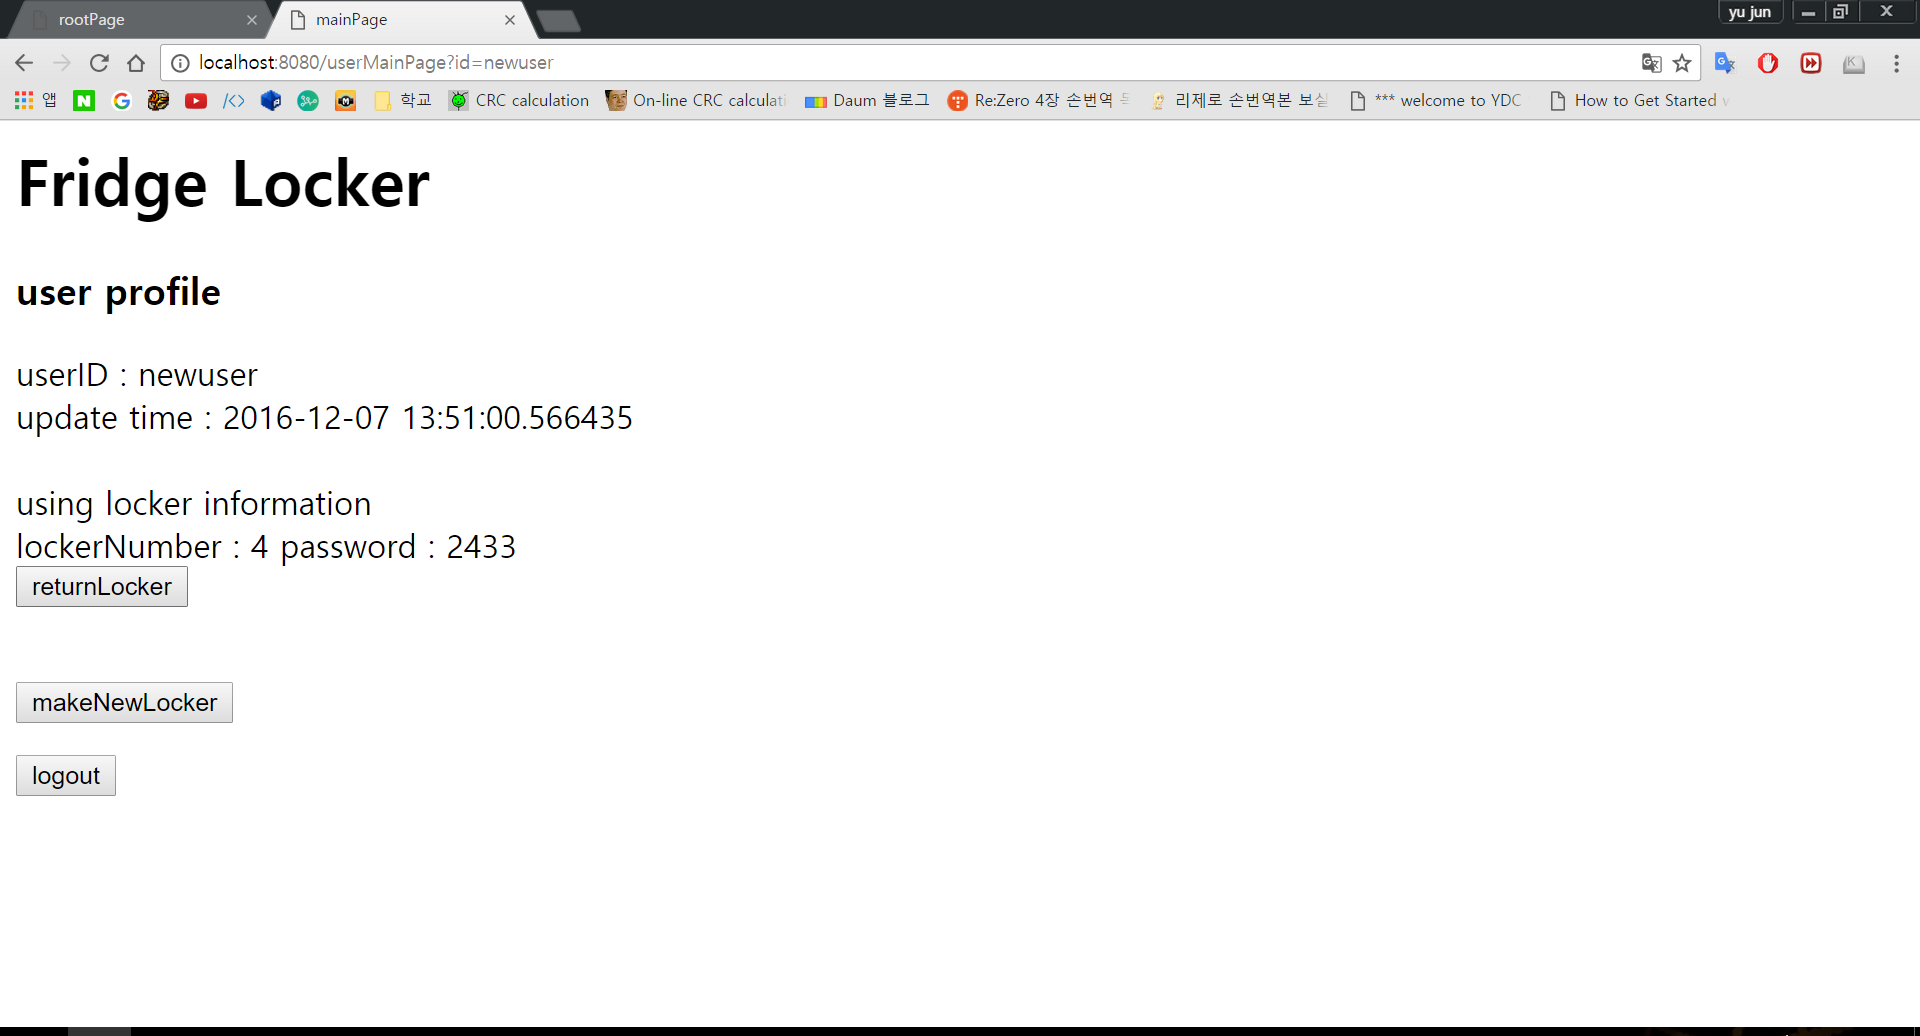 rootPage
mainPage
yu jun
localhost:8080/userMainPage?id=newuser
앱 학교 CRC calculation On-line CRC calculati Daum 블로그 Re:Zero 4장 손번역 리제로 손번역본 보실 *** welcome to YDC How to Get Started
Fridge Locker
user profile
userID : newuser
update time : 2016-12-07 13:51:00.566435
using locker information
lockerNumber : 4 password : 2433
returnLocker
makeNewLocker
logout